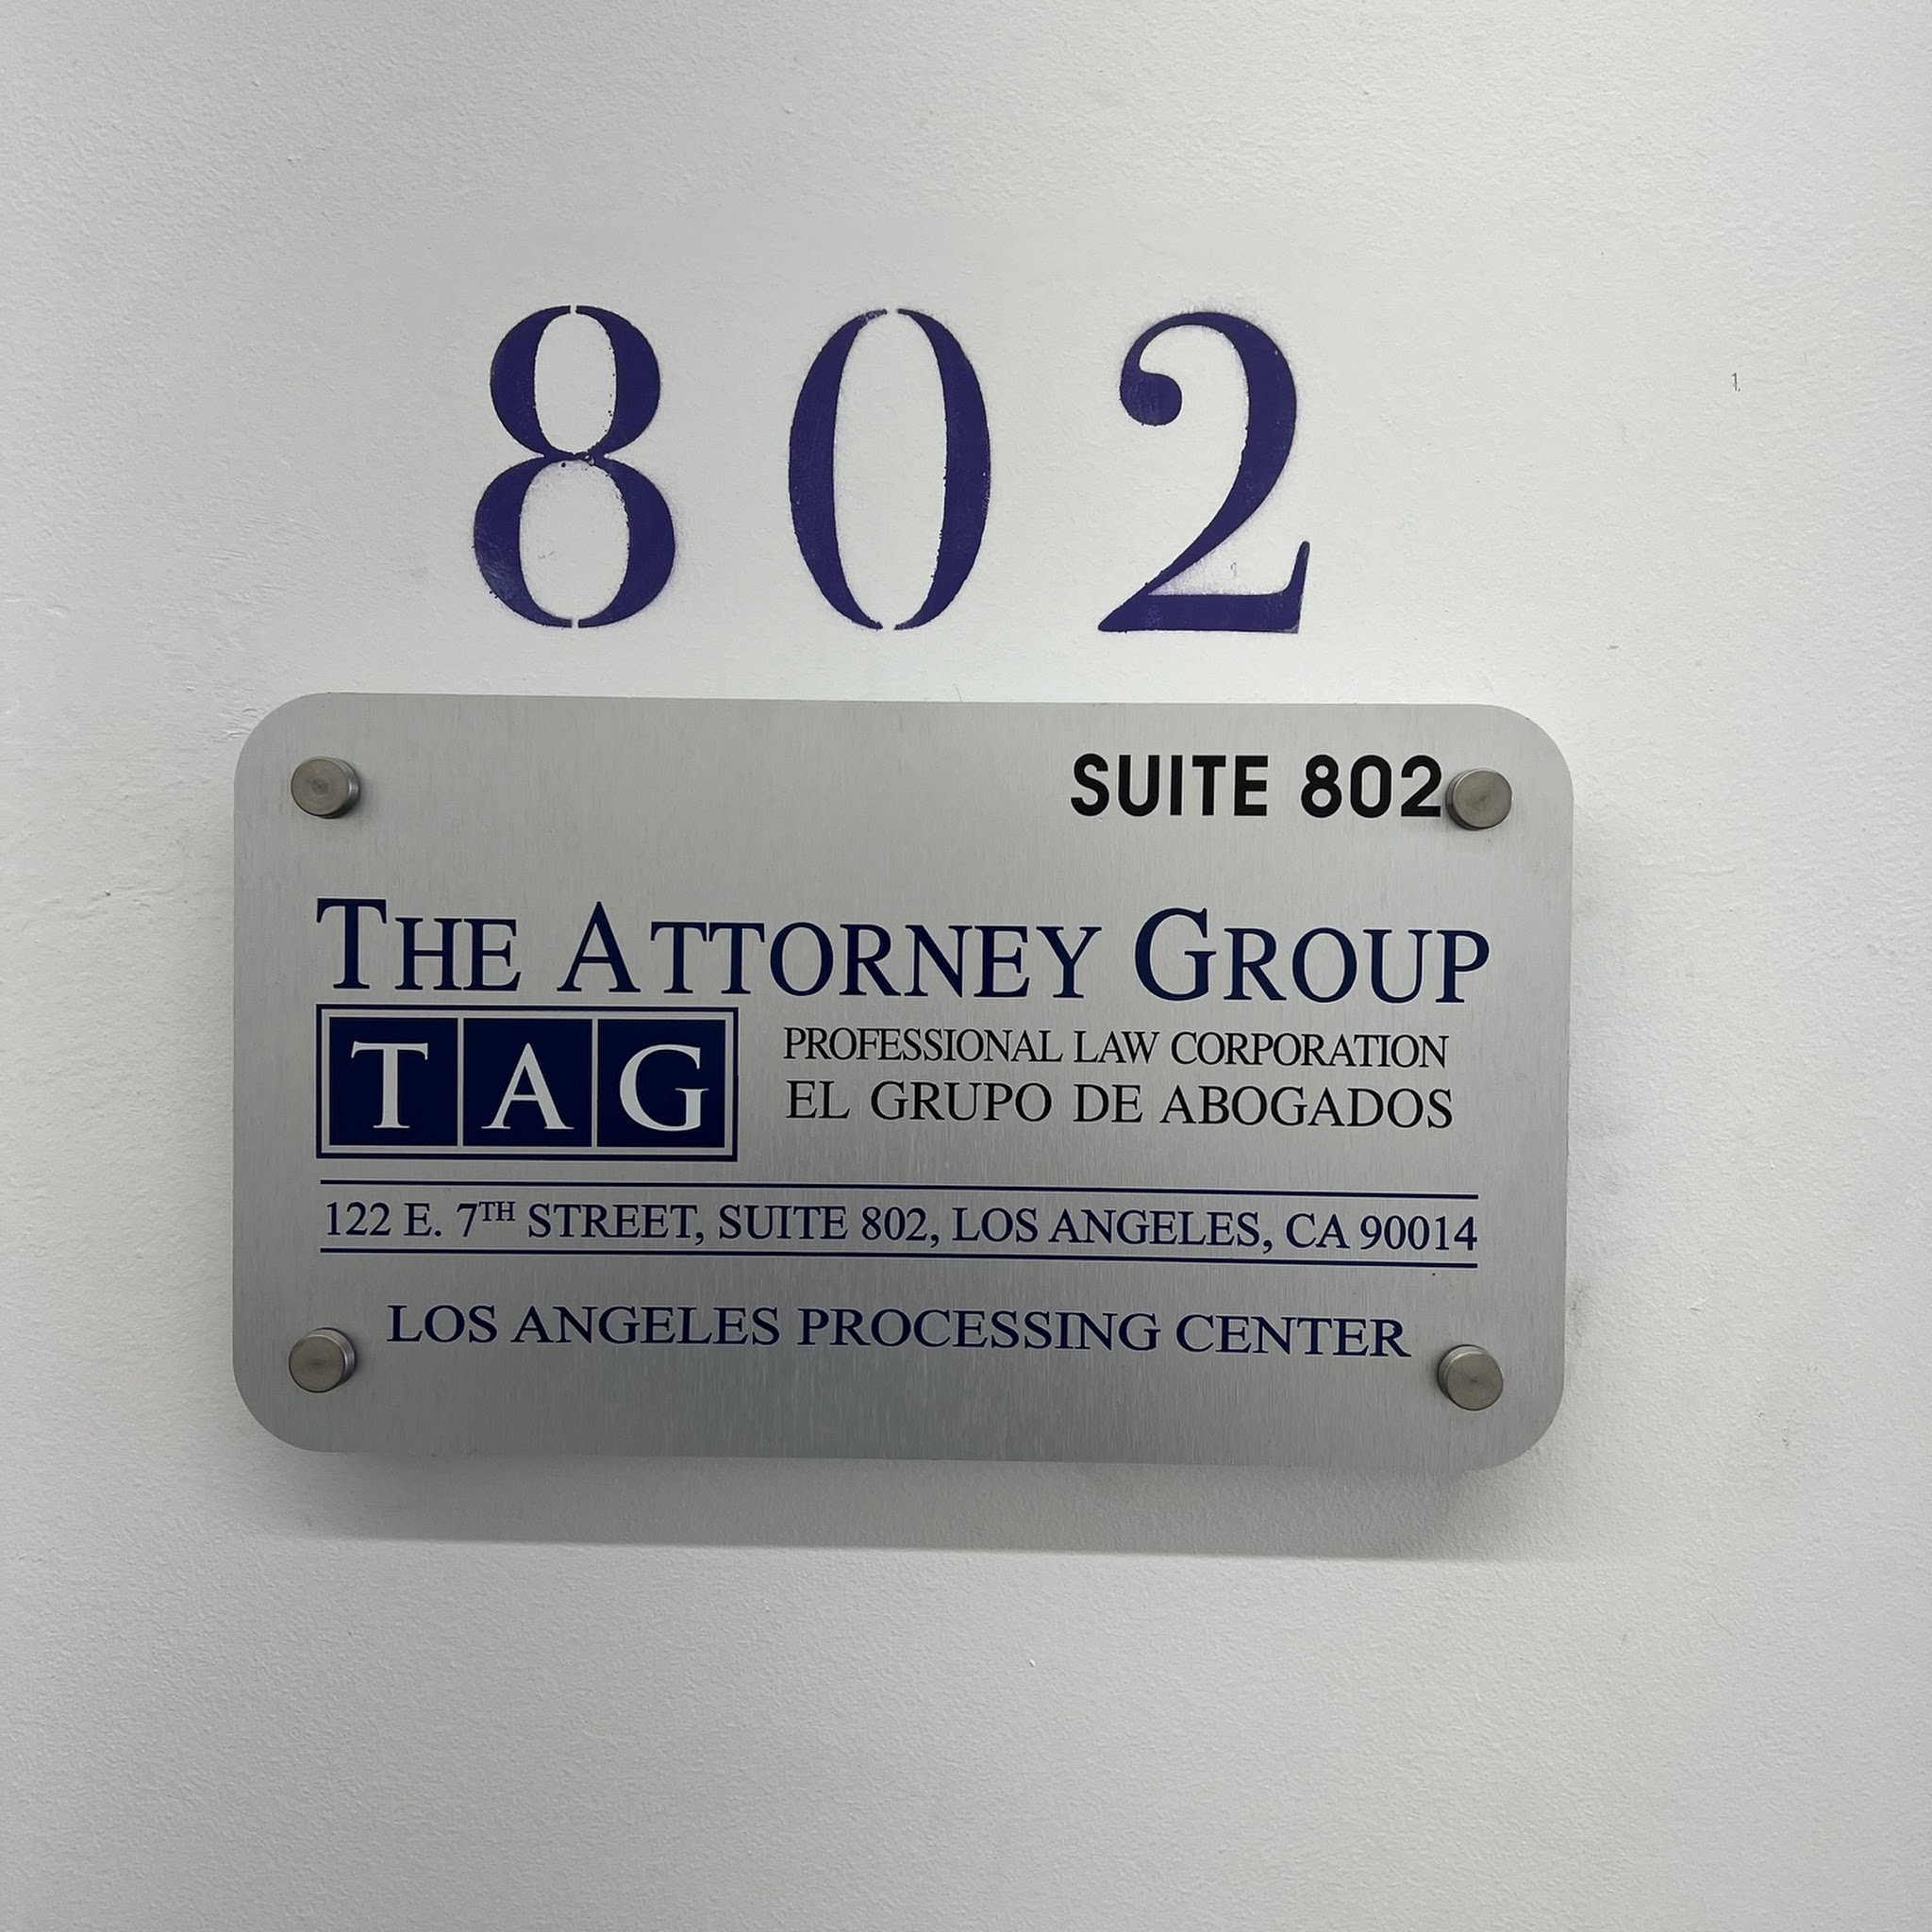 802
SUITE 802
THE ATTORNEY GROUP
TAG
PROFESSIONAL LAW CORPORATION
EL GRUPO DE ABOGADOS
122 E. 7TH STREET, SUITE 802, LOS ANGELES, CA 90014
LOS ANGELES PROCESSING CENTER